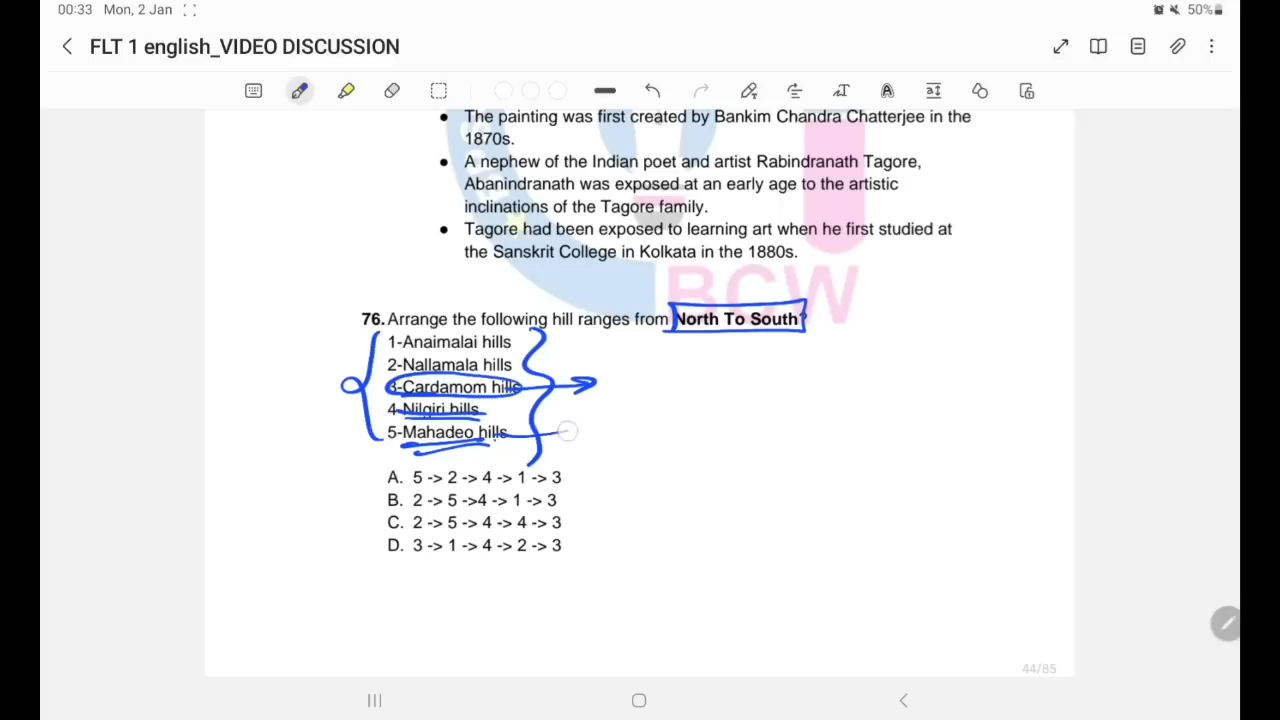 00:33 Mon, 2 Jan
50%
FLT 1 english_VIDEO DISCUSSION
● The painting was first created by Bankim Chandra Chatterjee in the
1870s.
● A nephew of the Indian poet and artist Rabindranath Tagore,
Abanindranath was exposed at an early age to the artistic
inclinations of the Tagore family.
● Tagore had been exposed to learning art when he first studied at
the Sanskrit College in Kolkata in the 1880s.
BCW
76. Arrange the following hill ranges from North To South?
1-Anaimalai hills
2-Nallamala hills
3-Cardamom hills
4-Nilgiri hills
5-Mahadeo hills
A. 5 -> 2 -> 4 -> 1 -> 3
B. 2 -> 5 ->4 -> 1 -> 3
C. 2 -> 5 -> 4 -> 4 -> 3
D. 3 -> 1 -> 4 -> 2 -> 3
44/85